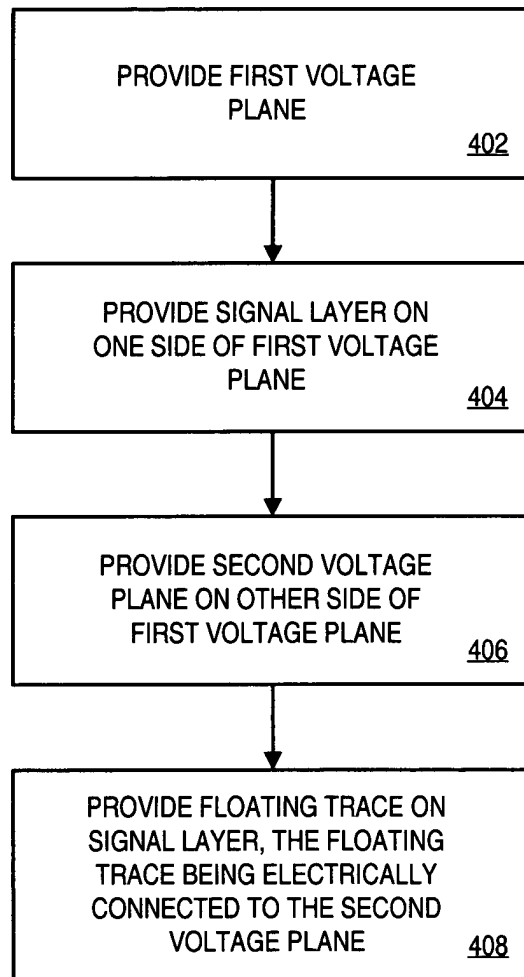 PROVIDE FIRST VOLTAGE
PLANE
402
PROVIDE SIGNAL LAYER ON
ONE SIDE OF FIRST VOLTAGE
PLANE
404
PROVIDE SECOND VOLTAGE
PLANE ON OTHER SIDE OF
FIRST VOLTAGE PLANE
406
PROVIDE FLOATING TRACE ON
SIGNAL LAYER, THE FLOATING
TRACE BEING ELECTRICALLY
CONNECTED TO THE SECOND
VOLTAGE PLANE
408